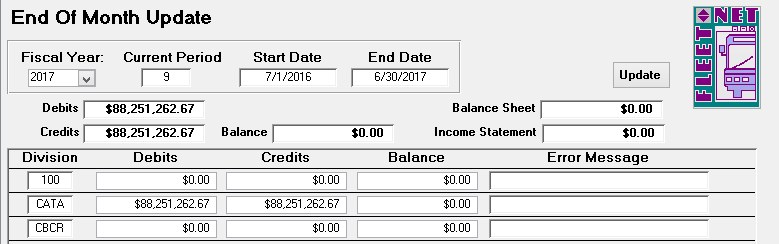 End Of Month Update
Fiscal Year: Current Period Start Date End Date
2017 9 7/1/2016 6/30/2017 Update
FLEET NET
Debits $88,251,262.67 Balance Sheet $0.00
Credits $88,251,262.67 Balance $0.00 Income Statement $0.00
Division Debits Credits Balance Error Message
100 $0.00 $0.00 $0.00
CATA $88,251,262.67 $88,251,262.67 $0.00
CBCR $0.00 $0.00 $0.00